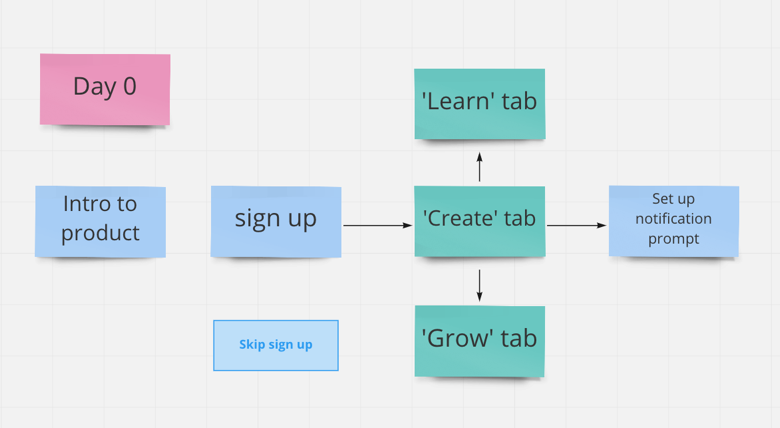 Day 0
'Learn' tab
Intro to
product
sign up
'Create' tab
Set up
notification
prompt
Skip sign up
'Grow' tab